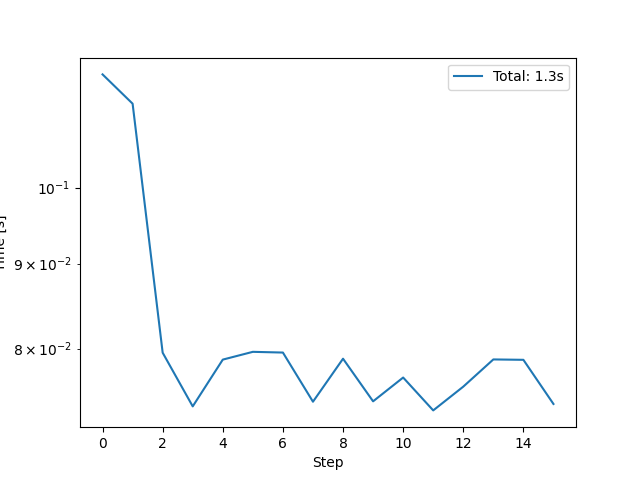 Total: 1.3s
10⁻¹
9 × 10⁻²
8 × 10⁻²
[s]
0 2 4 6 8 10 12 14
Step